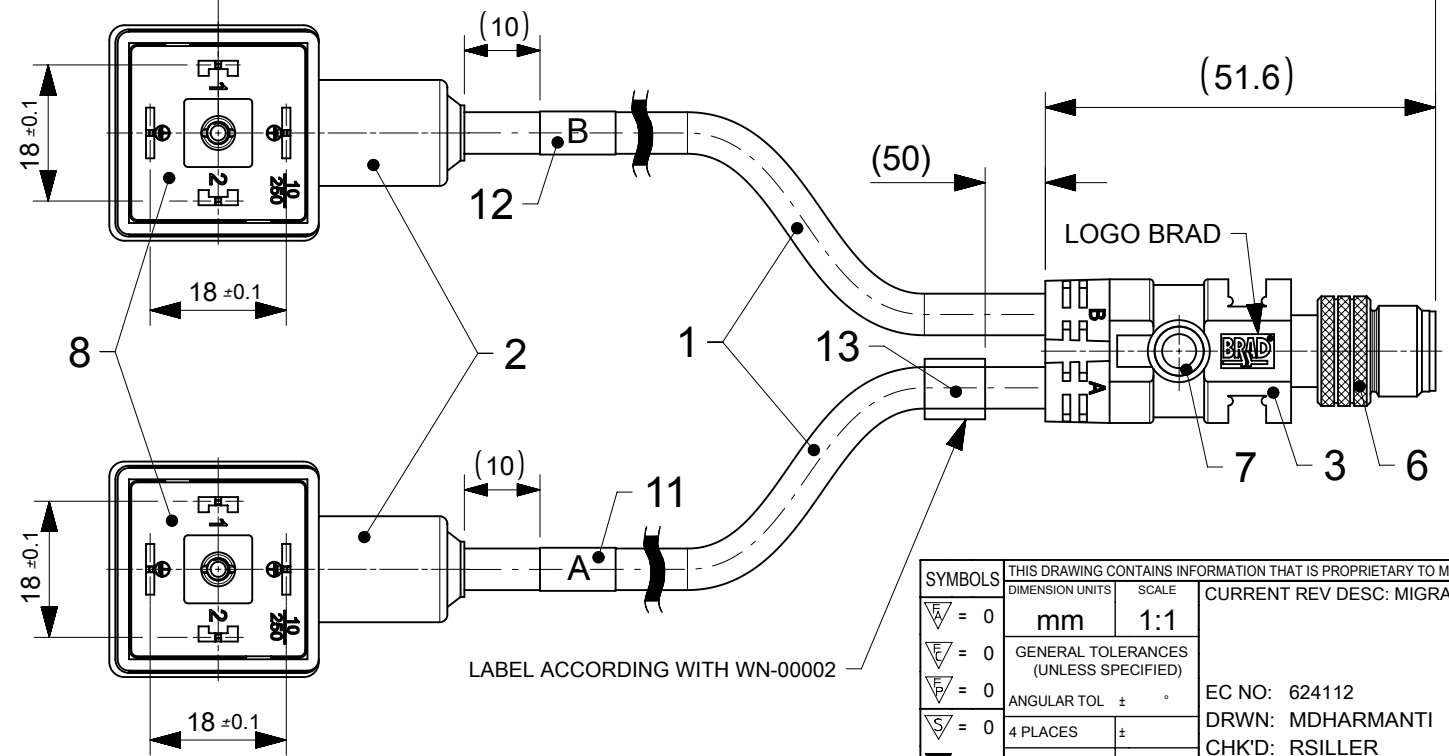 (10)
(51.6)
18 ±0.1
1
2
10
250
B
12
(50)
LOGO BRAD
18 ±0.1
8
2
1
13
B
A
BRAD
7
3
6
(10)
11
18 ±0.1
1
2
10
250
A
LABEL ACCORDING WITH WN-00002
18 ±0.1
SYMBOLS
THIS DRAWING CONTAINS INFORMATION THAT IS PROPRIETARY TO M
DIMENSION UNITS
SCALE
CURRENT REV DESC: MIGRA
mm
1:1
FA = 0
FC = 0
FP = 0
S = 0
GENERAL TOLERANCES
(UNLESS SPECIFIED)
ANGULAR TOL ± °
4 PLACES ±
EC NO: 624112
DRWN: MDHARMANTI
CHK'D: RSILLER